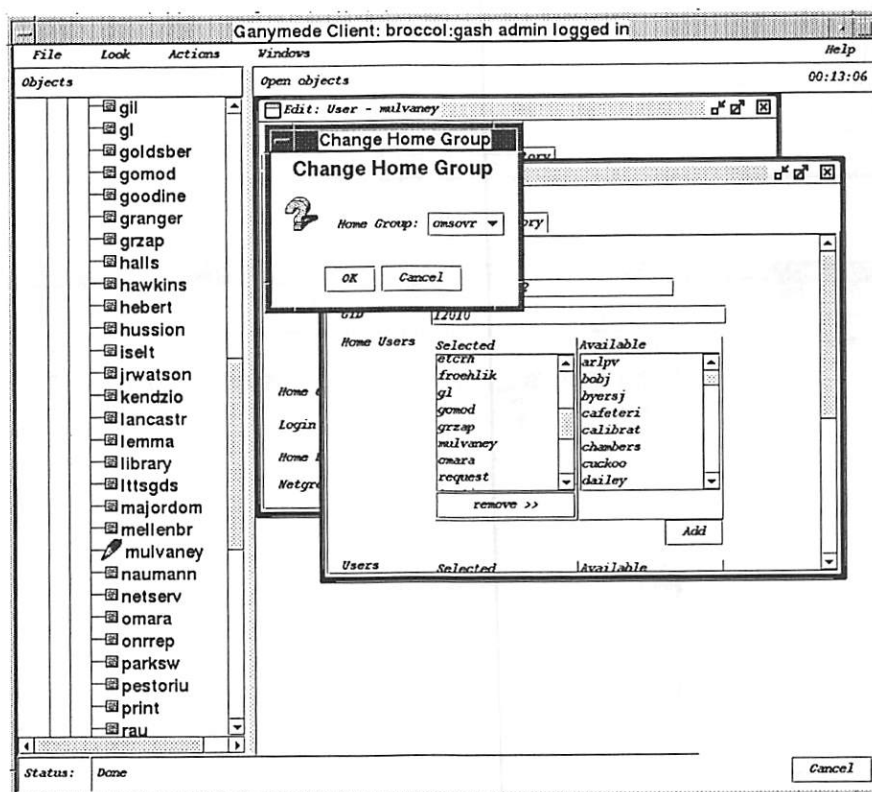 Ganymede Client: broccol:gash admin logged in
File Look Actions Windows Help
Objects
Open objects 00:13:06
gil
gl
goldsber
gomod
goodine
granger
grzap
halls
hawkins
hebert
hussion
iselt
jrwatson
kendzio
lancastr
lemma
library
lttsgds
majordom
mellenbr
mulvaney
naumann
netserv
omara
onrrep
parksw
pestoriu
print
rau
Edit: User - mulvaney
Change Home Group
Change Home Group
Home Group: omsovr
OK Cancel
GID 12010
Home Users
Selected
etcrh
froehlik
gl
gomod
grzap
mulvaney
omara
request
remove >>
Available
arlpv
bobj
byersj
cafeteri
calibrat
chambers
cuckoo
dailey
Add
Users Selected Available
Home
Login
Home
Netgro
Status: Done
Cancel